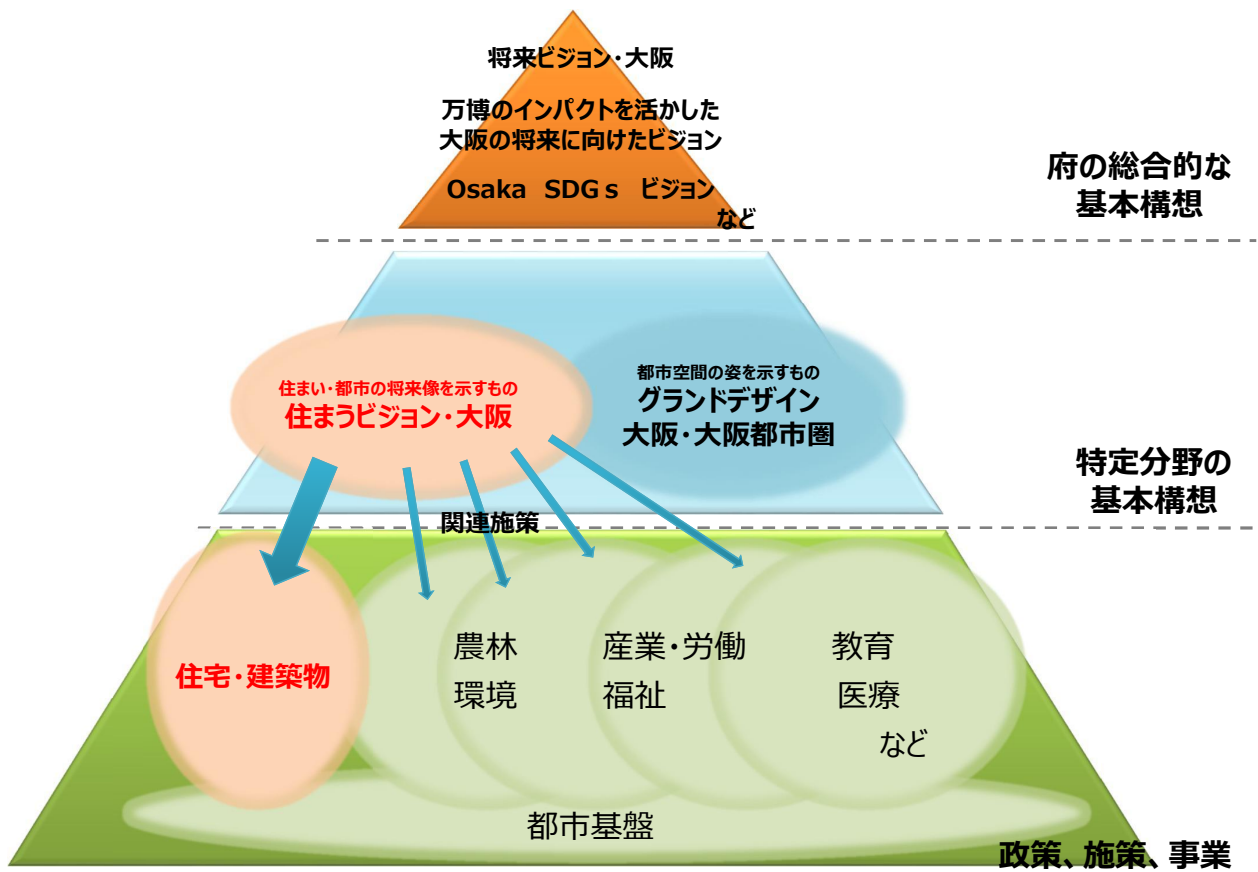 将来ビジョン・大阪
万博のインパクトを活かした
大阪の将来に向けたビジョン
Osaka SDGs ビジョン
など
府の総合的な
基本構想
住まい・都市の将来像を示すもの
住まうビジョン・大阪
都市空間の姿を示すもの
グランドデザイン
大阪・大阪都市圏
特定分野の
基本構想
関連施策
住宅・建築物
農林
環境
産業・労働
福祉
教育
医療
など
都市基盤
政策、施策、事業